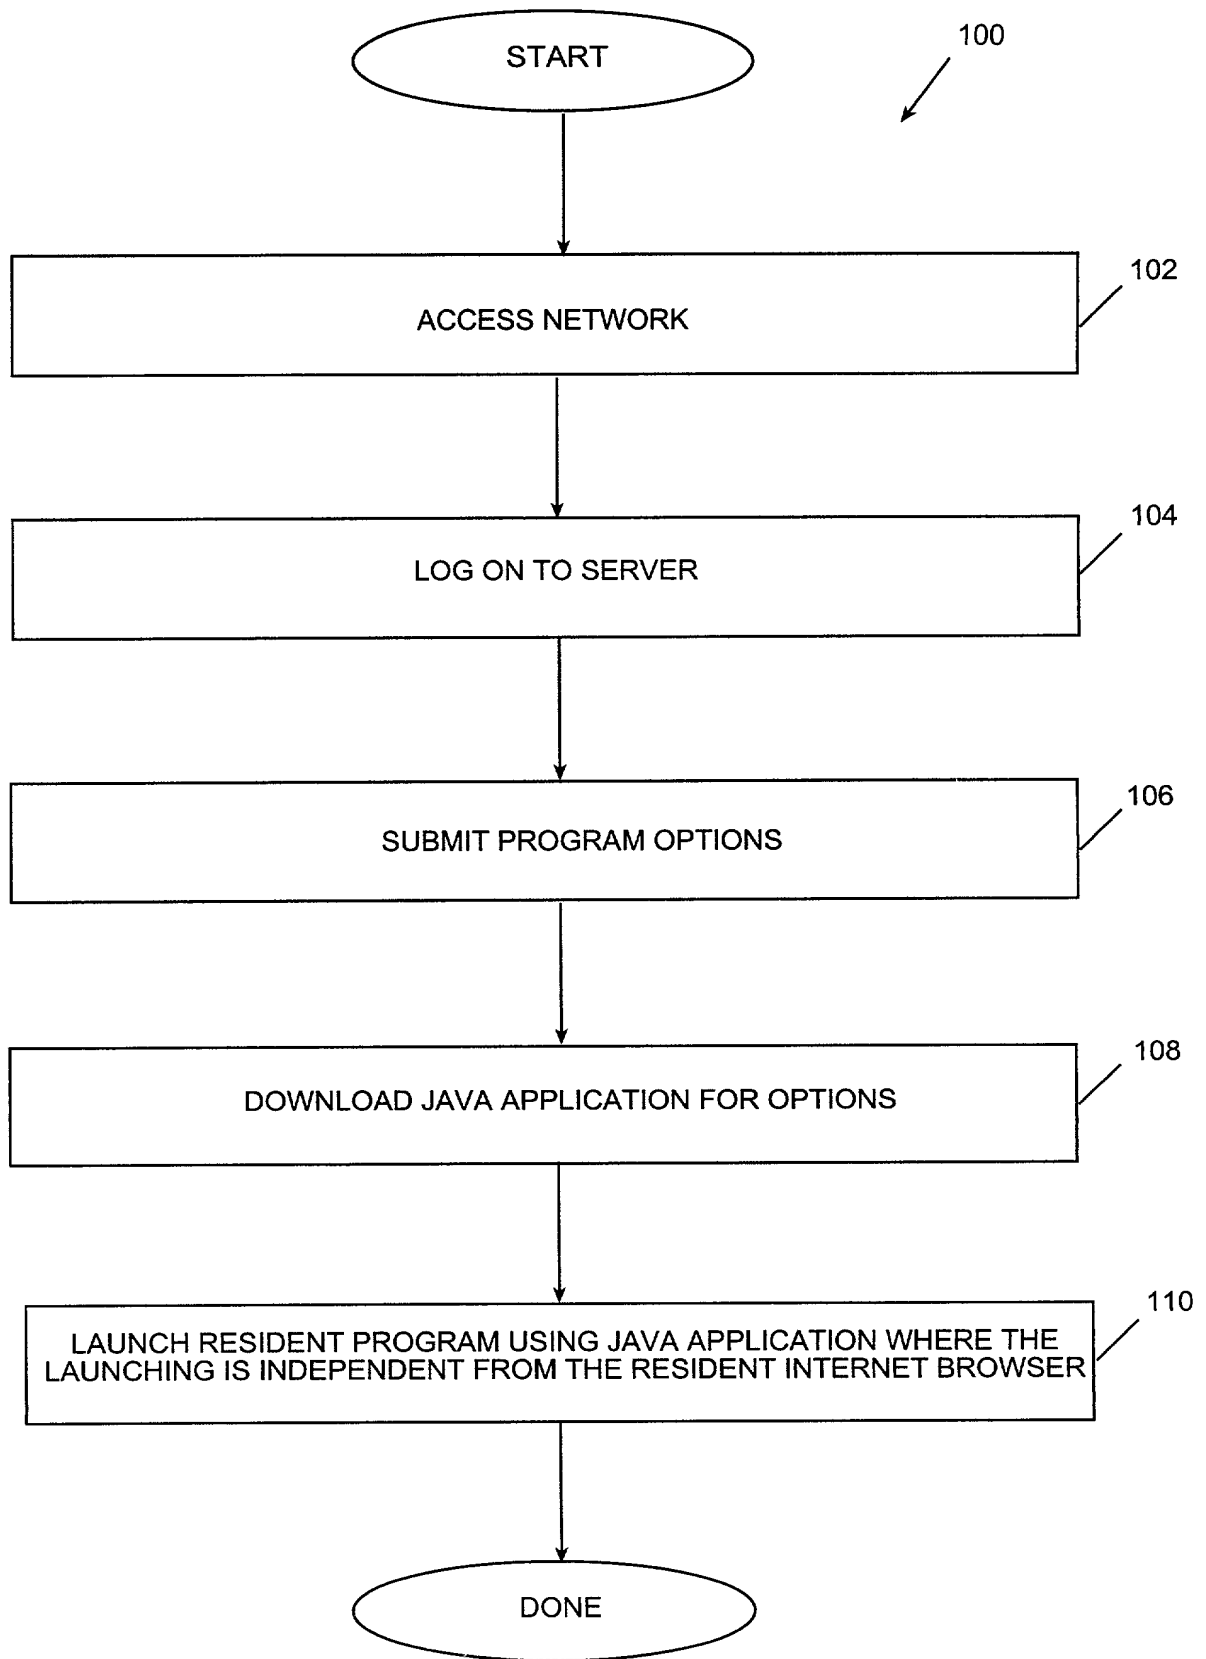 START
100
102
ACCESS NETWORK
104
LOG ON TO SERVER
106
SUBMIT PROGRAM OPTIONS
108
DOWNLOAD JAVA APPLICATION FOR OPTIONS
110
LAUNCH RESIDENT PROGRAM USING JAVA APPLICATION WHERE THE
LAUNCHING IS INDEPENDENT FROM THE RESIDENT INTERNET BROWSER
DONE